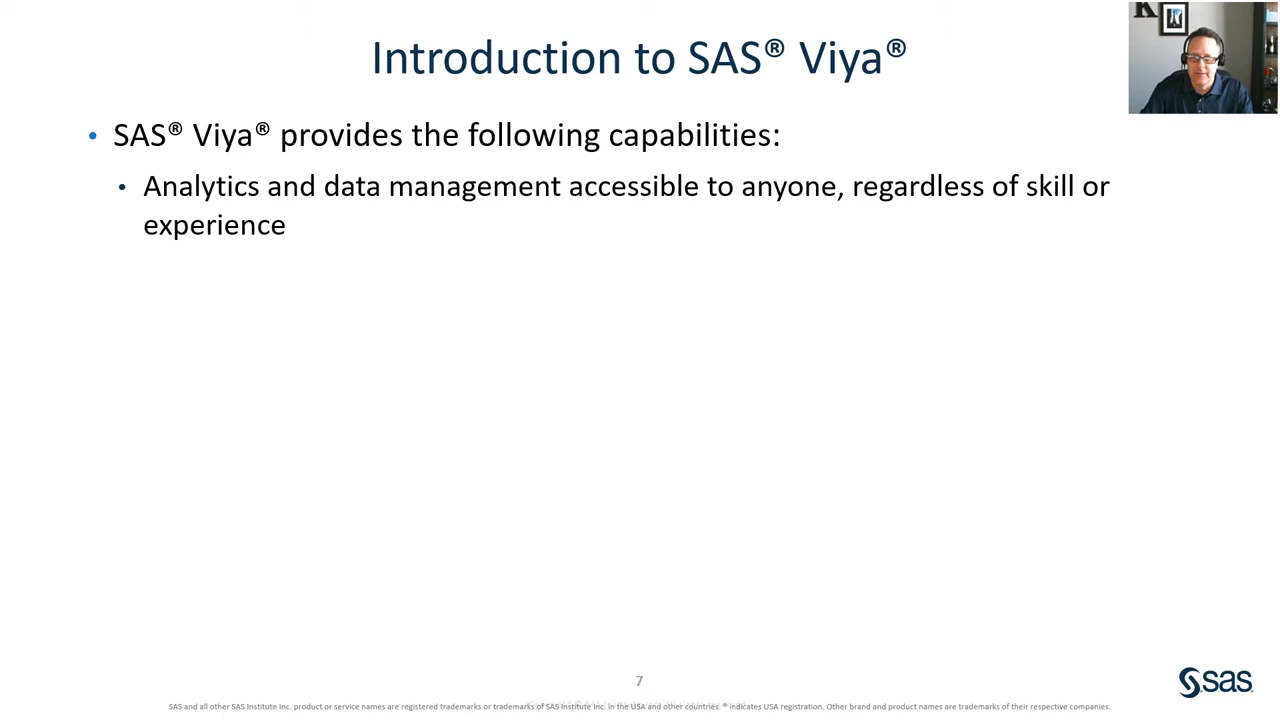 Introduction to SAS® Viya®
• SAS® Viya® provides the following capabilities:
• Analytics and data management accessible to anyone, regardless of skill or
experience
7
sas
SAS and all other SAS Institute Inc. product or service names are registered trademarks or trademarks of SAS Institute Inc. in the USA and other countries. ® indicates USA registration. Other brand and product names are trademarks of their respective companies.